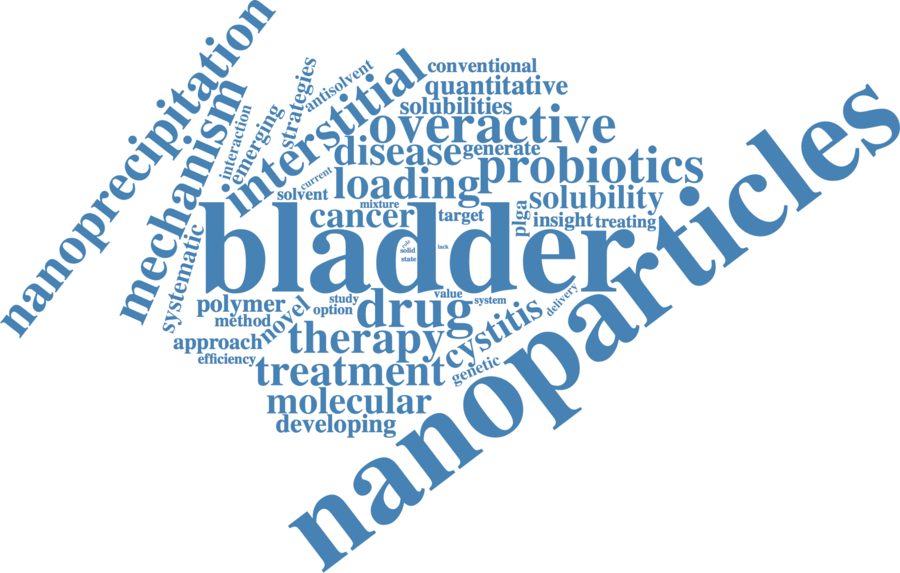 nanoprecipitation
mechanism
interaction
emerging
strategies
antisolvent
interstitial
conventional
quantitative
solubilities
overactive
disease
generate
probiotics
current
solvent
loading
mixture
solubility
cancer
target
plga
insight
treating
bladder
solid
state
lack
nanoparticles
systematic
polymer
method
novel
study
option
drug
value
system
delivery
approach
efficiency
therapy
cystitis
genetic
treatment
molecular
developing